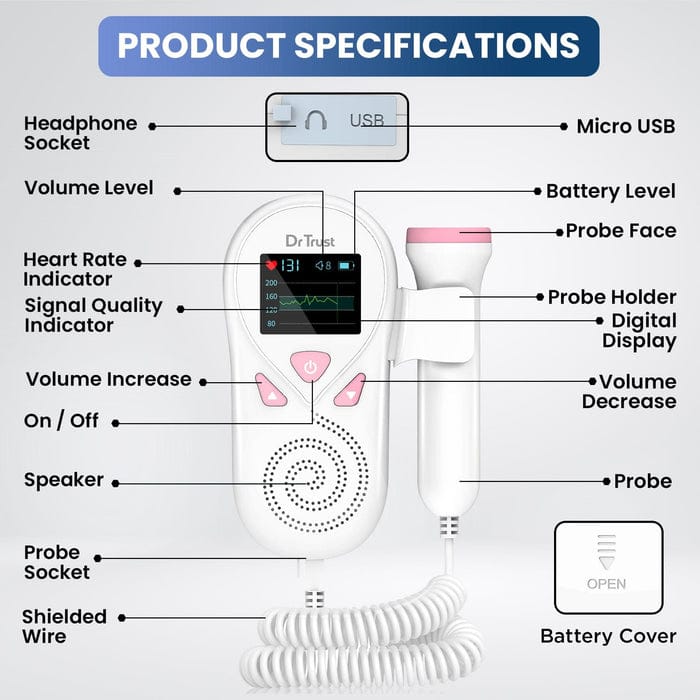 PRODUCT SPECIFICATIONS
USB
Headphone
Socket
Micro USB
Volume Level
Battery Level
Probe Face
Dr Trust
131
8
Heart Rate
Indicator
200
160
120
80
Signal Quality
Indicator
Probe Holder
Digital
Display
Volume Increase
Volume
Decrease
On / Off
Speaker
Probe
Probe
Socket
OPEN
Shielded
Wire
Battery Cover